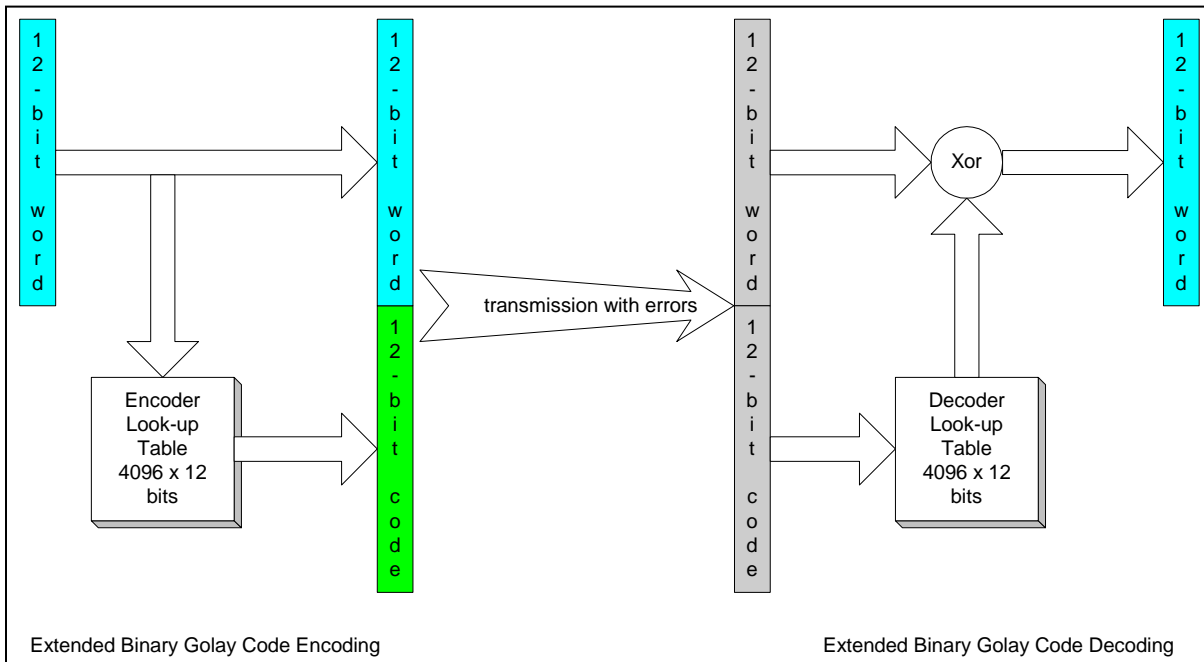 12-bit word
12-bit word
12-bit word
12-bit word
Xor
transmission with errors
12-bit code
12-bit code
Encoder
Look-up
Table
4096 x 12
bits
Decoder
Look-up
Table
4096 x 12
bits
Extended Binary Golay Code Encoding
Extended Binary Golay Code Decoding